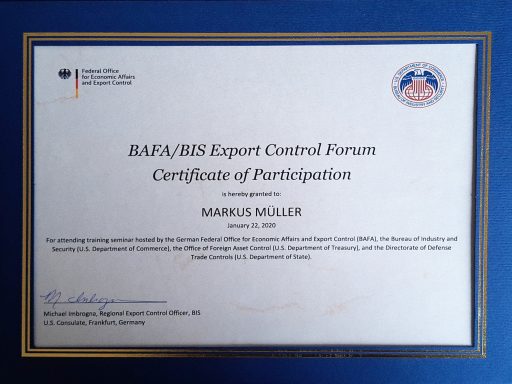 Federal Office
for Economic Affairs
and Export Control
BAFA/BIS Export Control Forum
Certificate of Participation
is hereby granted to:
MARKUS MÜLLER
January 22, 2020
For attending training seminar hosted by the German Federal Office for Economic Affairs and Export Control (BAFA), the Bureau of Industry and
Security (U.S. Department of Commerce), the Office of Foreign Asset Control (U.S. Department of Treasury), and the Directorate of Defense
Trade Controls (U.S. Department of State).
Michael Imbrogna, Regional Export Control Officer, BIS
U.S. Consulate, Frankfurt, Germany